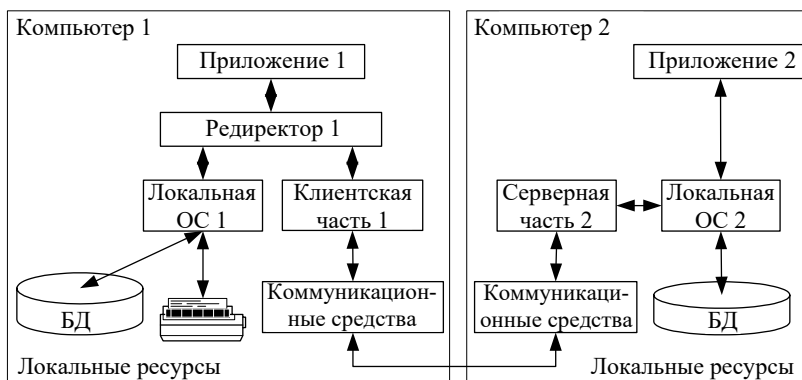 Компьютер 1
Приложение 1
Редиректор 1
Локальная
ОС 1
Клиентская
часть 1
БД
Коммуникацион-
ные средства
Локальные ресурсы
Компьютер 2
Приложение 2
Серверная
часть 2
Локальная
ОС 2
Коммуникаци-
онные средства
БД
Локальные ресурсы